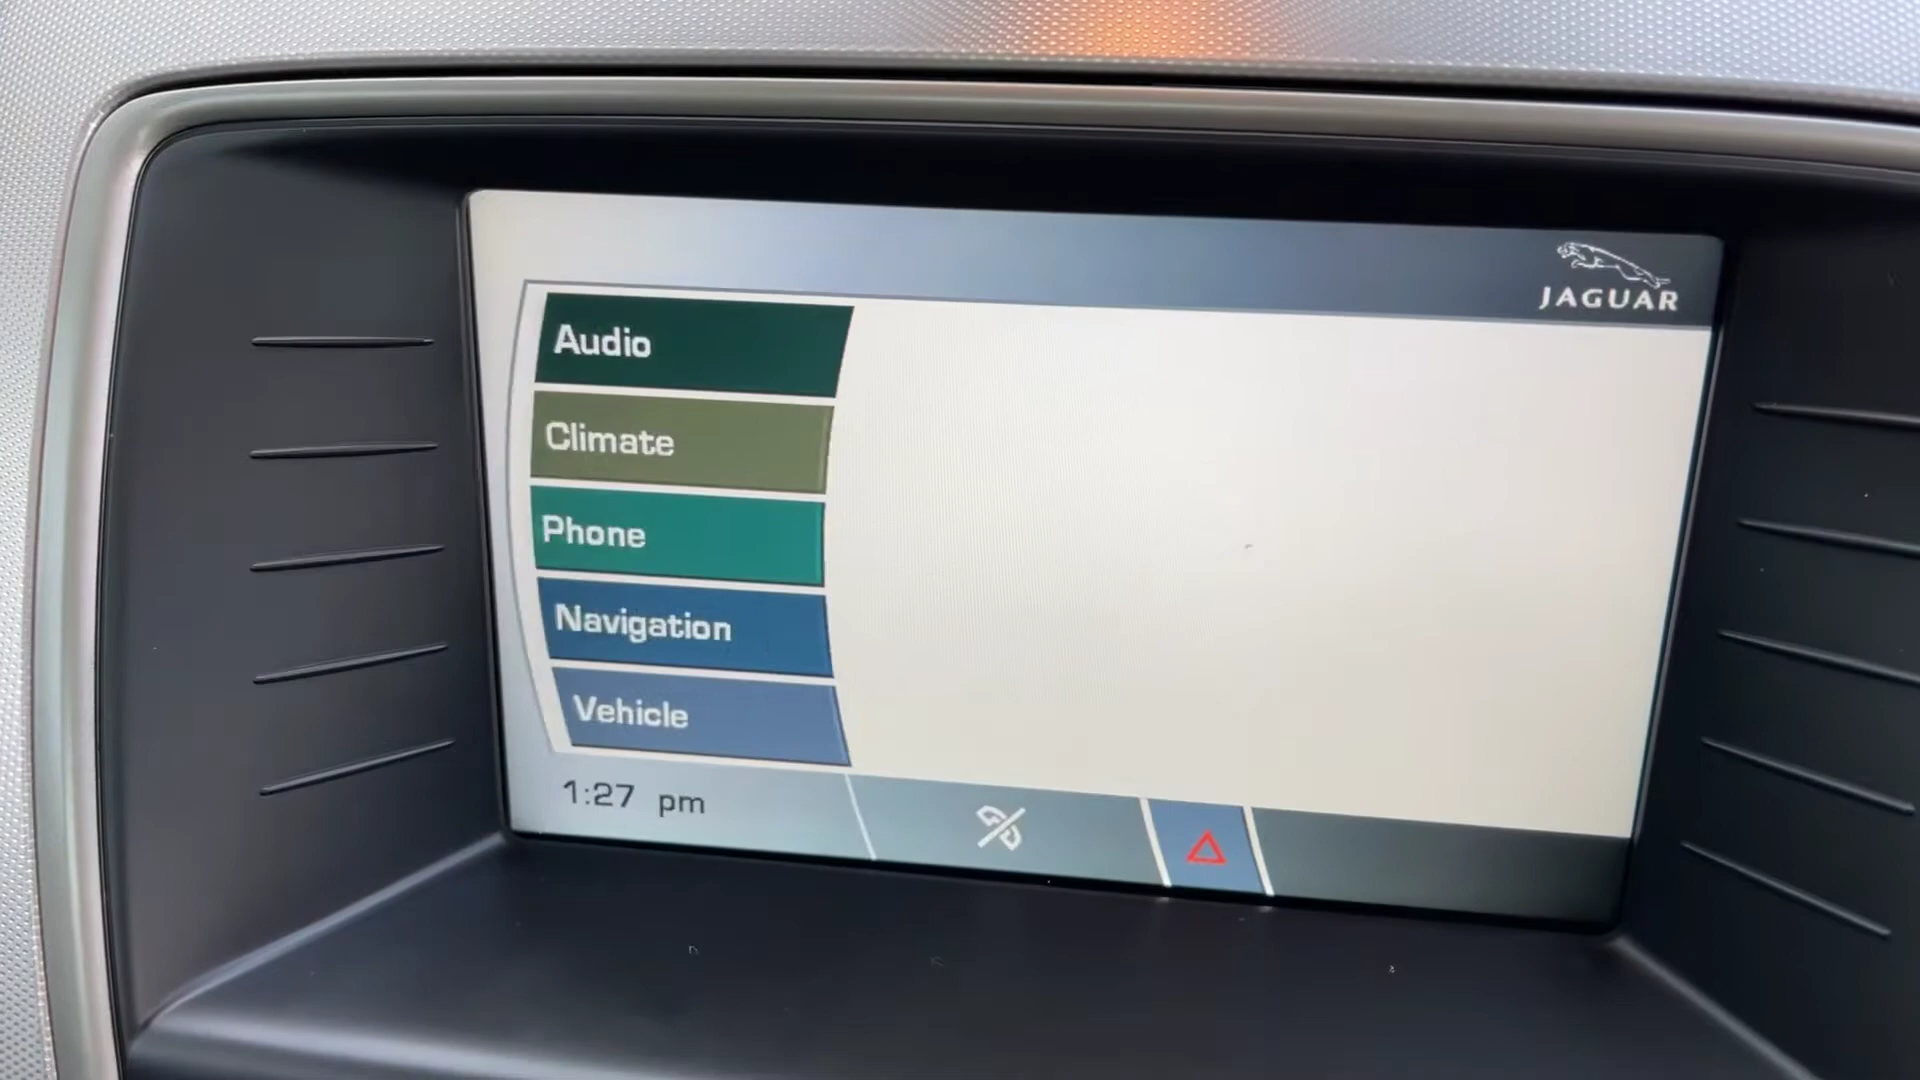 JAGUAR
Audio
Climate
Phone
Navigation
Vehicle
1:27 pm